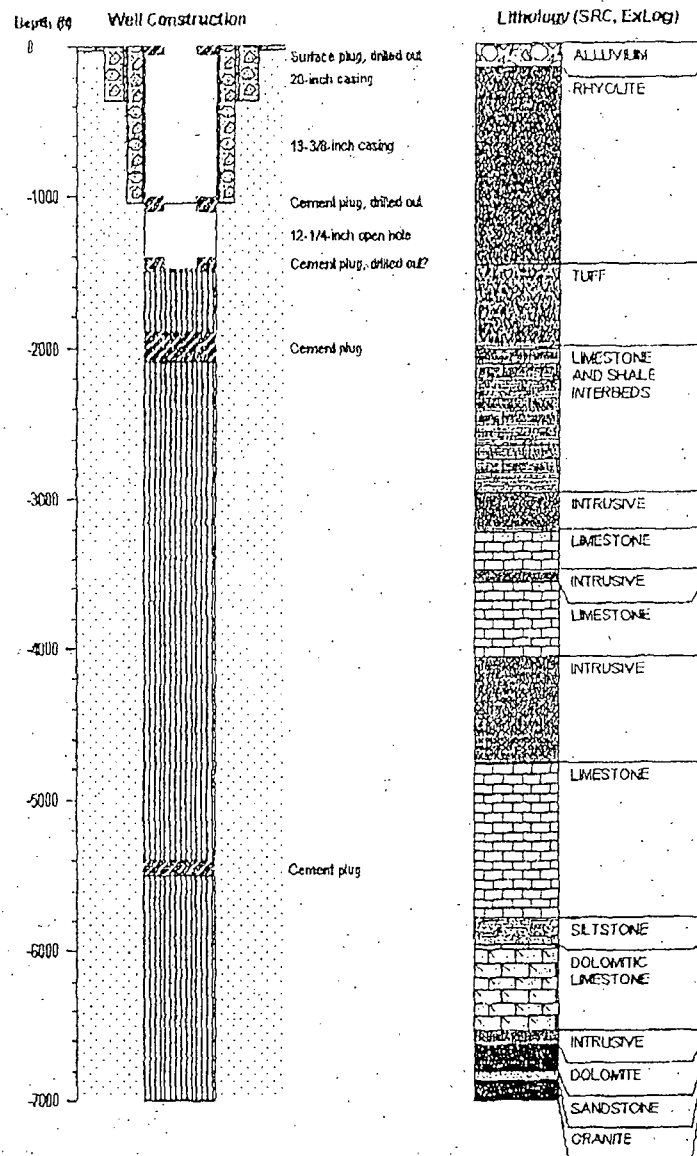 Depth (ft)
Well Construction
Lithology (SRC, ExLog)
0
-1000
-2000
-3000
-4000
-5000
-6000
-7000
Surface plug, drilled out
20-inch casing
13-3/8-inch casing
Cement plug, drilled out
12-1/4-inch open hole
Cement plug, drilled out?
Cement plug
Cement plug
ALLUVIUM
RHYOLITE
TUFF
LIMESTONE
AND SHALE
INTERBEDS
INTRUSIVE
LIMESTONE
INTRUSIVE
LIMESTONE
INTRUSIVE
LIMESTONE
SILTSTONE
DOLOMITIC
LIMESTONE
INTRUSIVE
DOLOMITE
SANDSTONE
GRANITE